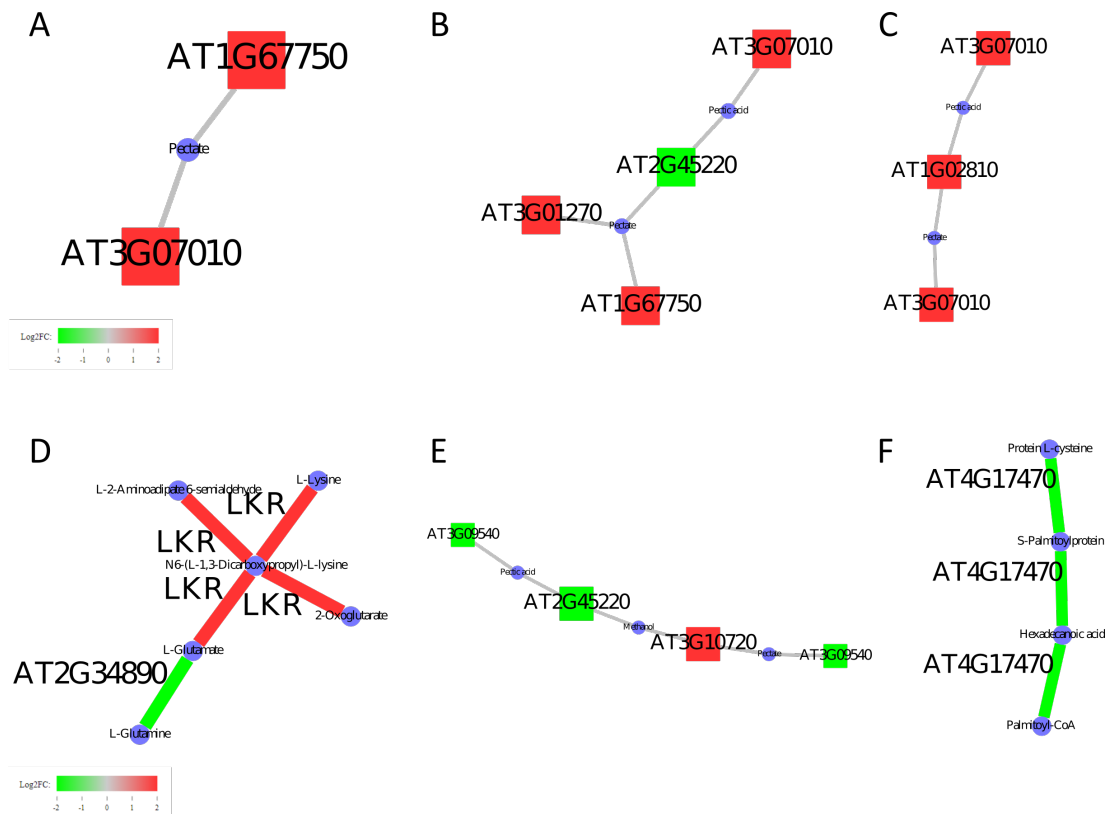 A
AT1G67750
Pectate
AT3G07010
Log2FC:
-2 -1 0 1 2
B
AT3G07010
Pectic acid
AT2G45220
AT3G01270
Pectate
AT1G67750
C
AT3G07010
Pectic acid
AT1G02810
Pectate
AT3G07010
D
L-Lysine
L-2-Aminoadipate 6-semialdehyde
LKR
LKR
N6-(L-1,3-Dicarboxypropyl)-L-lysine
LKR
LKR
2-Oxoglutarate
L-Glutamate
AT2G34890
L-Glutamine
Log2FC:
-2 -1 0 1 2
E
AT3G09540
Pectic acid
AT2G45220
Methanol
AT3G10720
Pectate
AT3G09540
F
Protein L-cysteine
AT4G17470
S-Palmitoylprotein
AT4G17470
Hexadecanoic acid
AT4G17470
Palmitoyl-CoA